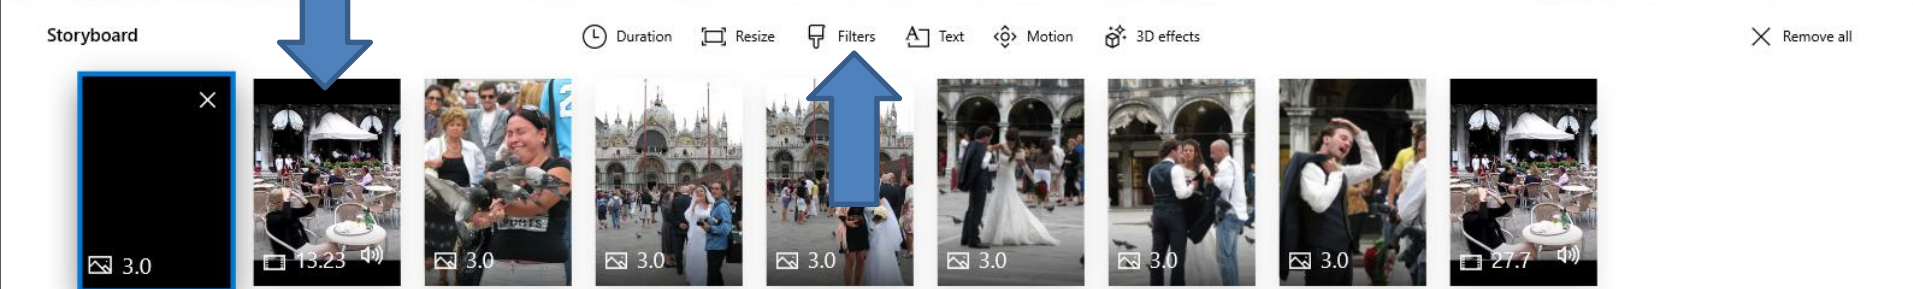 Storyboard
Duration Resize Filters Text Motion 3D effects
Remove all
3.0 13.23 3.0 3.0 3.0 3.0 3.0 3.0 27.7